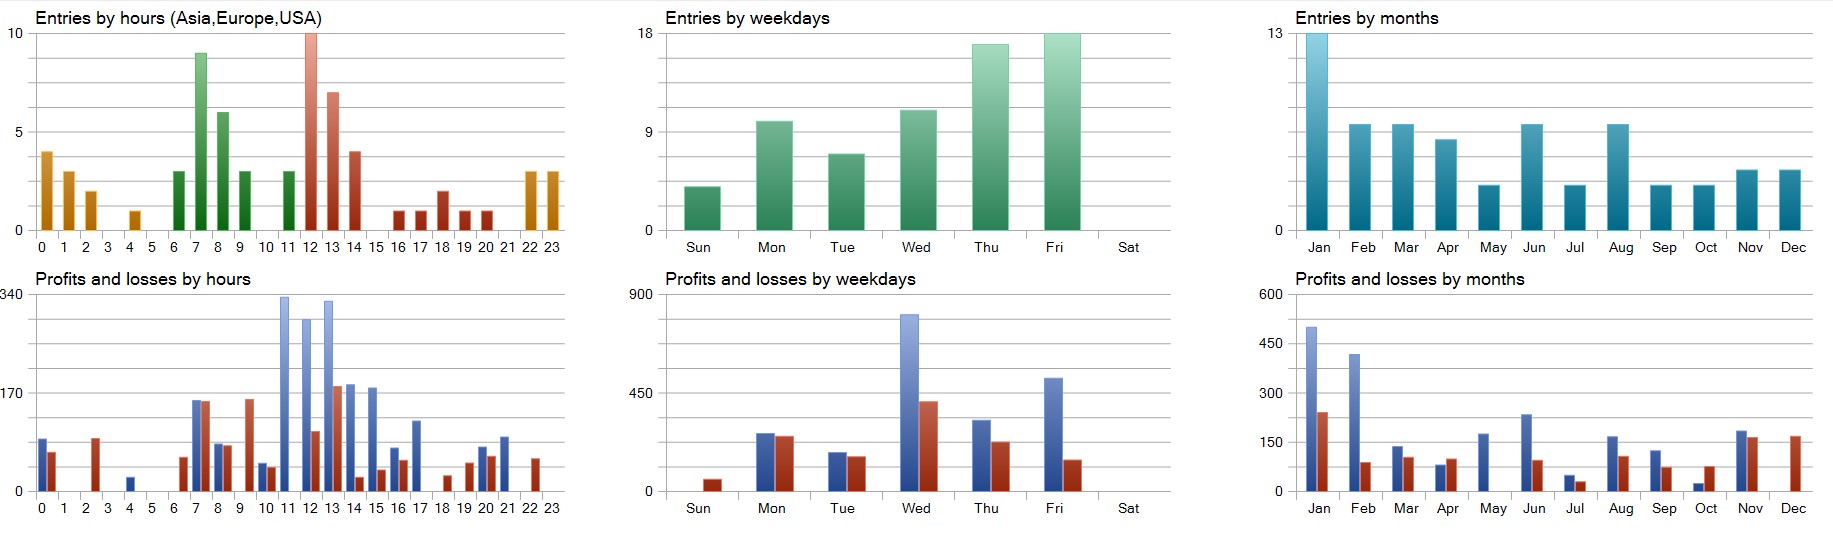 Entries by hours (Asia,Europe,USA)
10
5
0
0 1 2 3 4 5 6 7 8 9 10 11 12 13 14 15 16 17 18 19 20 21 22 23
Entries by weekdays
18
9
0
Sun Mon Tue Wed Thu Fri Sat
Entries by months
13
0
Jan Feb Mar Apr May Jun Jul Aug Sep Oct Nov Dec
Profits and losses by hours
340
170
0
0 1 2 3 4 5 6 7 8 9 10 11 12 13 14 15 16 17 18 19 20 21 22 23
Profits and losses by weekdays
900
450
0
Sun Mon Tue Wed Thu Fri Sat
Profits and losses by months
600
450
300
150
0
Jan Feb Mar Apr May Jun Jul Aug Sep Oct Nov Dec